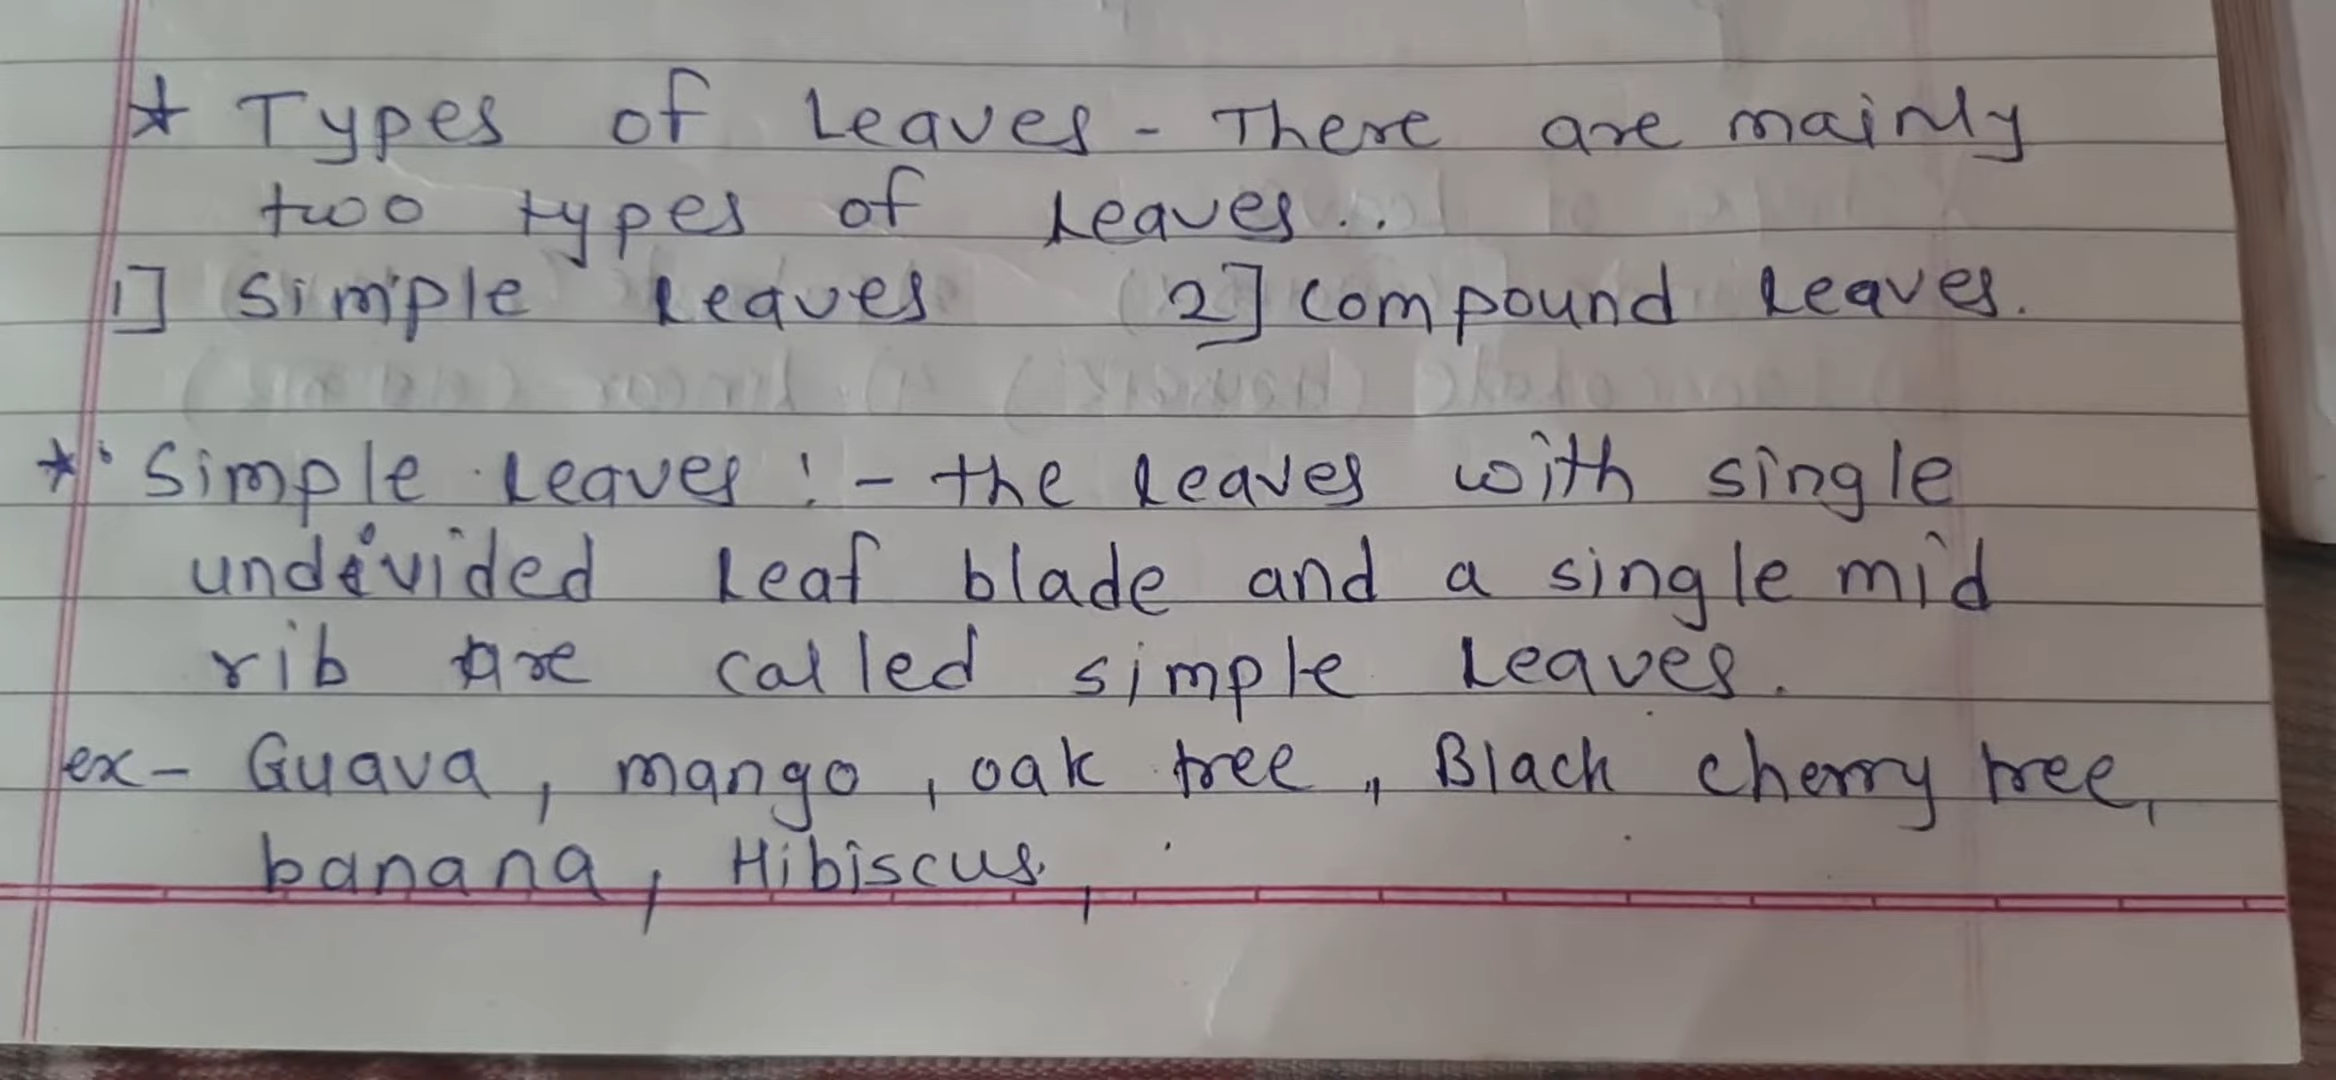 * Types of Leaves - There are mainly
two types of Leaves...
1] Simple Leaves 2] Compound Leaves.
* Simple Leaves :- the Leaves with single
undivided Leaf blade and a single mid
rib are called simple Leaves.
ex- Guava, mango, oak tree, Black cherry tree,
banana, Hibiscus,